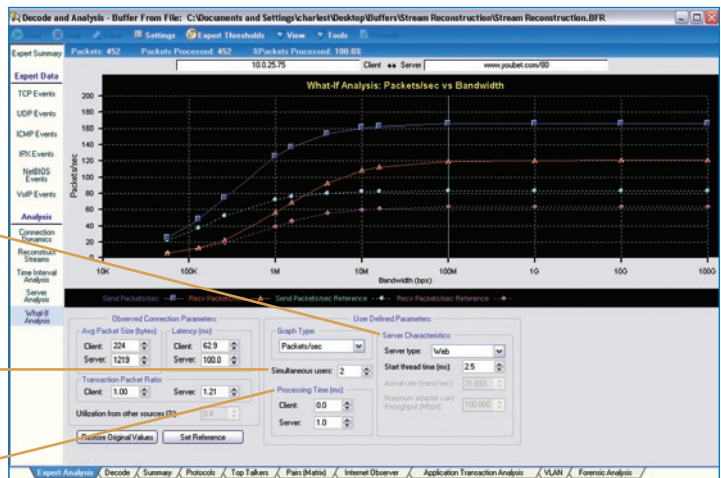 Decode and Analysis - Buffer From File: C:\Documents and Settings\charlest\Desktop\Buffers\Stream Reconstruction\Stream Reconstruction.BFR
Start Stop Clear Settings Expert Thresholds View Tools Refresh
Expert Summary
Packets: 452 Packets Processed: 452 %Packets Processed: 100.0%
10.0.25.75 Client ↔ Server www.youbet.com/80
Expert Data
TCP Events
UDP Events
ICMP Events
IPX Events
NetBIOS Events
VoIP Events
Analysis
Connection Dynamics
Reconstruct Streams
Time Interval Analysis
Server Analysis
What-If Analysis
What-If Analysis: Packets/sec vs Bandwidth
Packets/sec
200
180
160
140
120
100
80
60
40
20
0
10K 100K 1M 10M 100M 1G 10G 100G
Bandwidth (bps)
Send Packets/sec Recv Packets/sec Send Packets/sec Reference Recv Packets/sec Reference
Observed Connection Parameters:
Avg Packet Size (bytes):
Client: 224
Server: 1219
Latency (ms):
Client: 62.9
Server: 100.0
Transaction Packet Ratio:
Client: 1.00 Server: 1.21
Utilization from other sources (%): 0.4
Restore Original Values Set Reference
User Defined Parameters:
Graph Type:
Packets/sec
Simultaneous users: 2
Processing Time (ms):
Client: 0.0
Server: 1.0
Server Characteristics:
Server type: Web
Start thread time (ms): 2.5
Arrival rate (trans/sec): 31.693
Maximum adapter card throughput (Mbps): 100.000
Expert Analysis Decode Summary Protocols Top Talkers Pairs (Matrix) Internet Observer Application Transaction Analysis VLAN Forensic Analysis